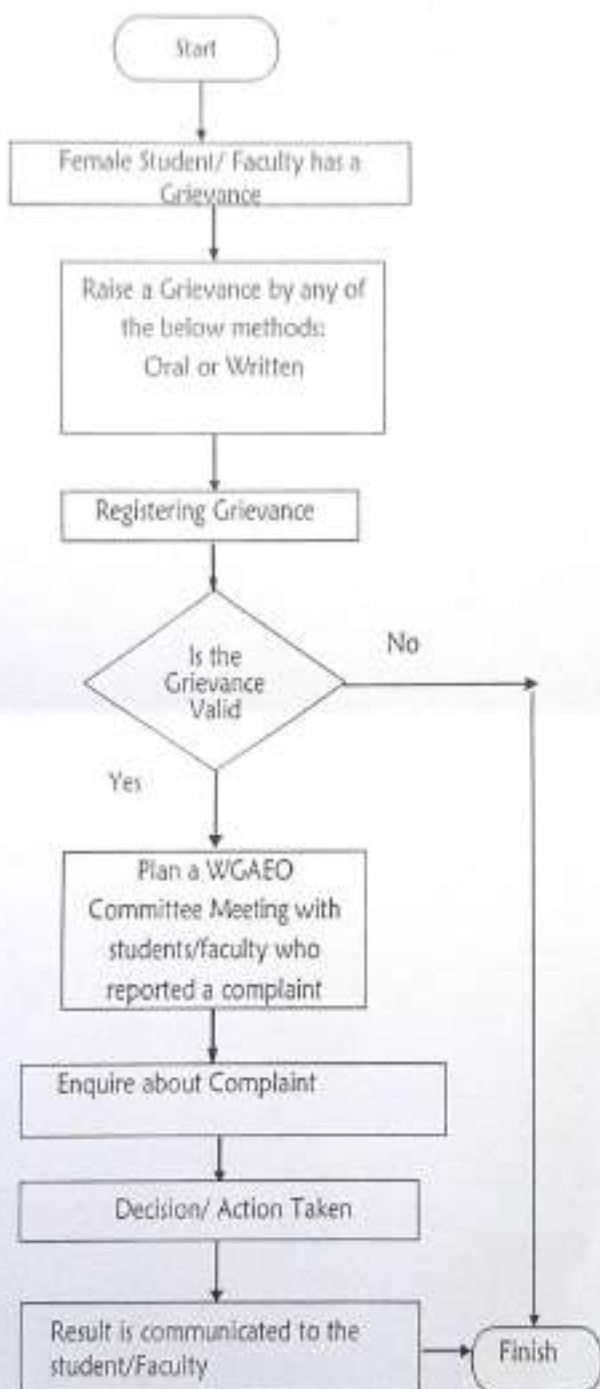 Start
Female Student/ Faculty has a
Grievance
Raise a Grievance by any of
the below methods:
Oral or Written
Registering Grievance
Is the
Grievance
Valid
No
Yes
Plan a WGAEO
Committee Meeting with
students/faculty who
reported a complaint
Enquire about Complaint
Decision/ Action Taken
Result is communicated to the
student/Faculty
Finish